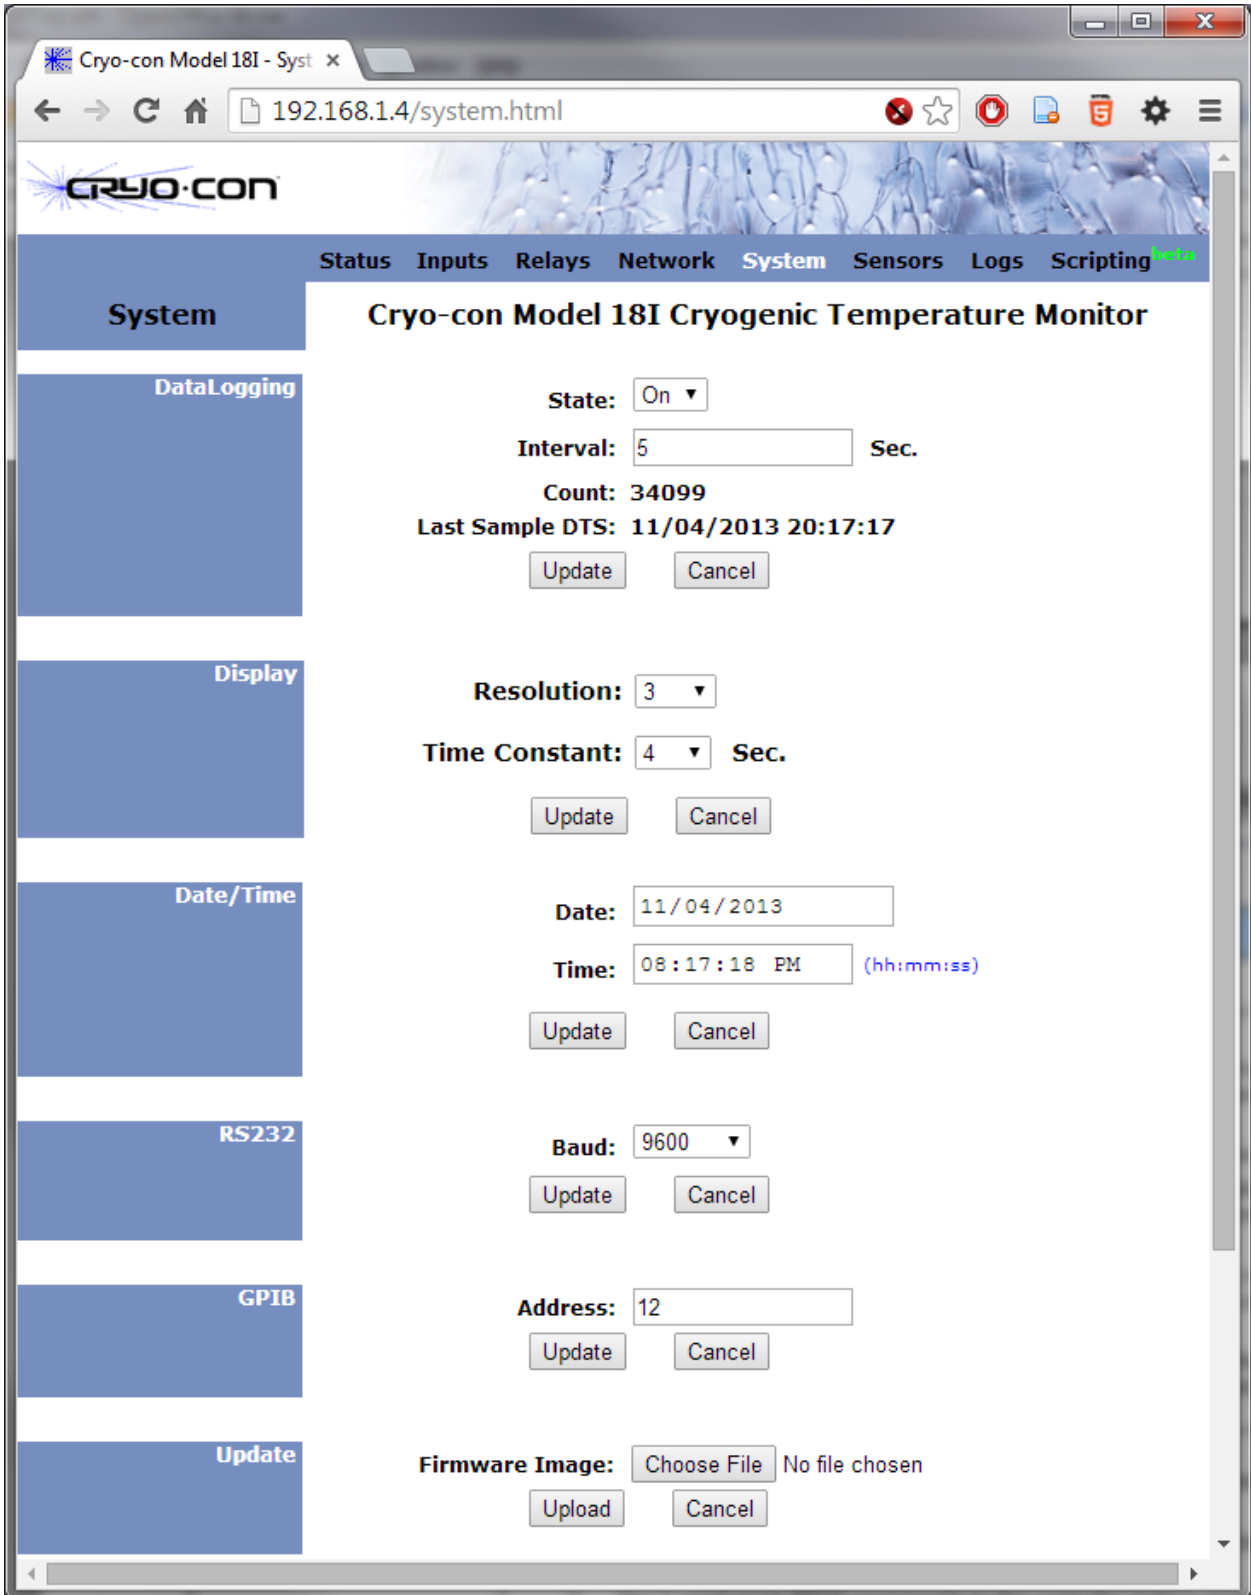 Cryo-con Model 18I - Syst
192.168.1.4/system.html
CRYO·CON
Status Inputs Relays Network System Sensors Logs Scripting beta
System
Cryo-con Model 18I Cryogenic Temperature Monitor
DataLogging
State: On
Interval: 5 Sec.
Count: 34099
Last Sample DTS: 11/04/2013 20:17:17
Update Cancel
Display
Resolution: 3
Time Constant: 4 Sec.
Update Cancel
Date/Time
Date: 11/04/2013
Time: 08:17:18 PM (hh:mm:ss)
Update Cancel
RS232
Baud: 9600
Update Cancel
GPIB
Address: 12
Update Cancel
Update
Firmware Image: Choose File No file chosen
Upload Cancel